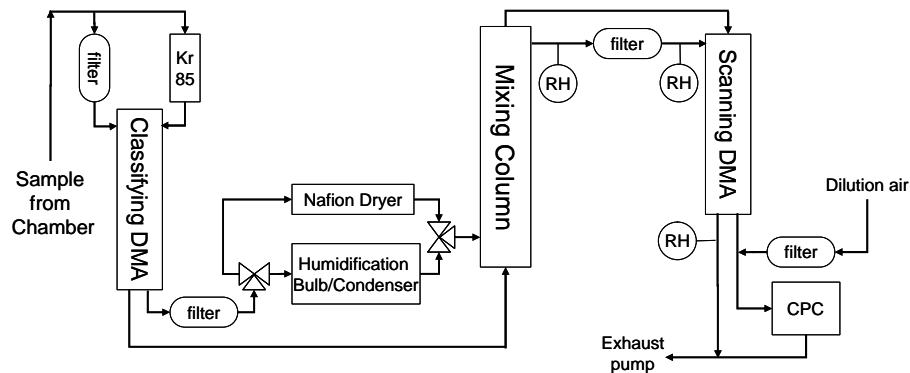 Sample
from
Chamber
filter
Kr
85
Classifying DMA
filter
Nafion Dryer
Humidification
Bulb/Condenser
Mixing Column
RH
filter
RH
Scanning DMA
RH
Dilution air
filter
CPC
Exhaust
pump